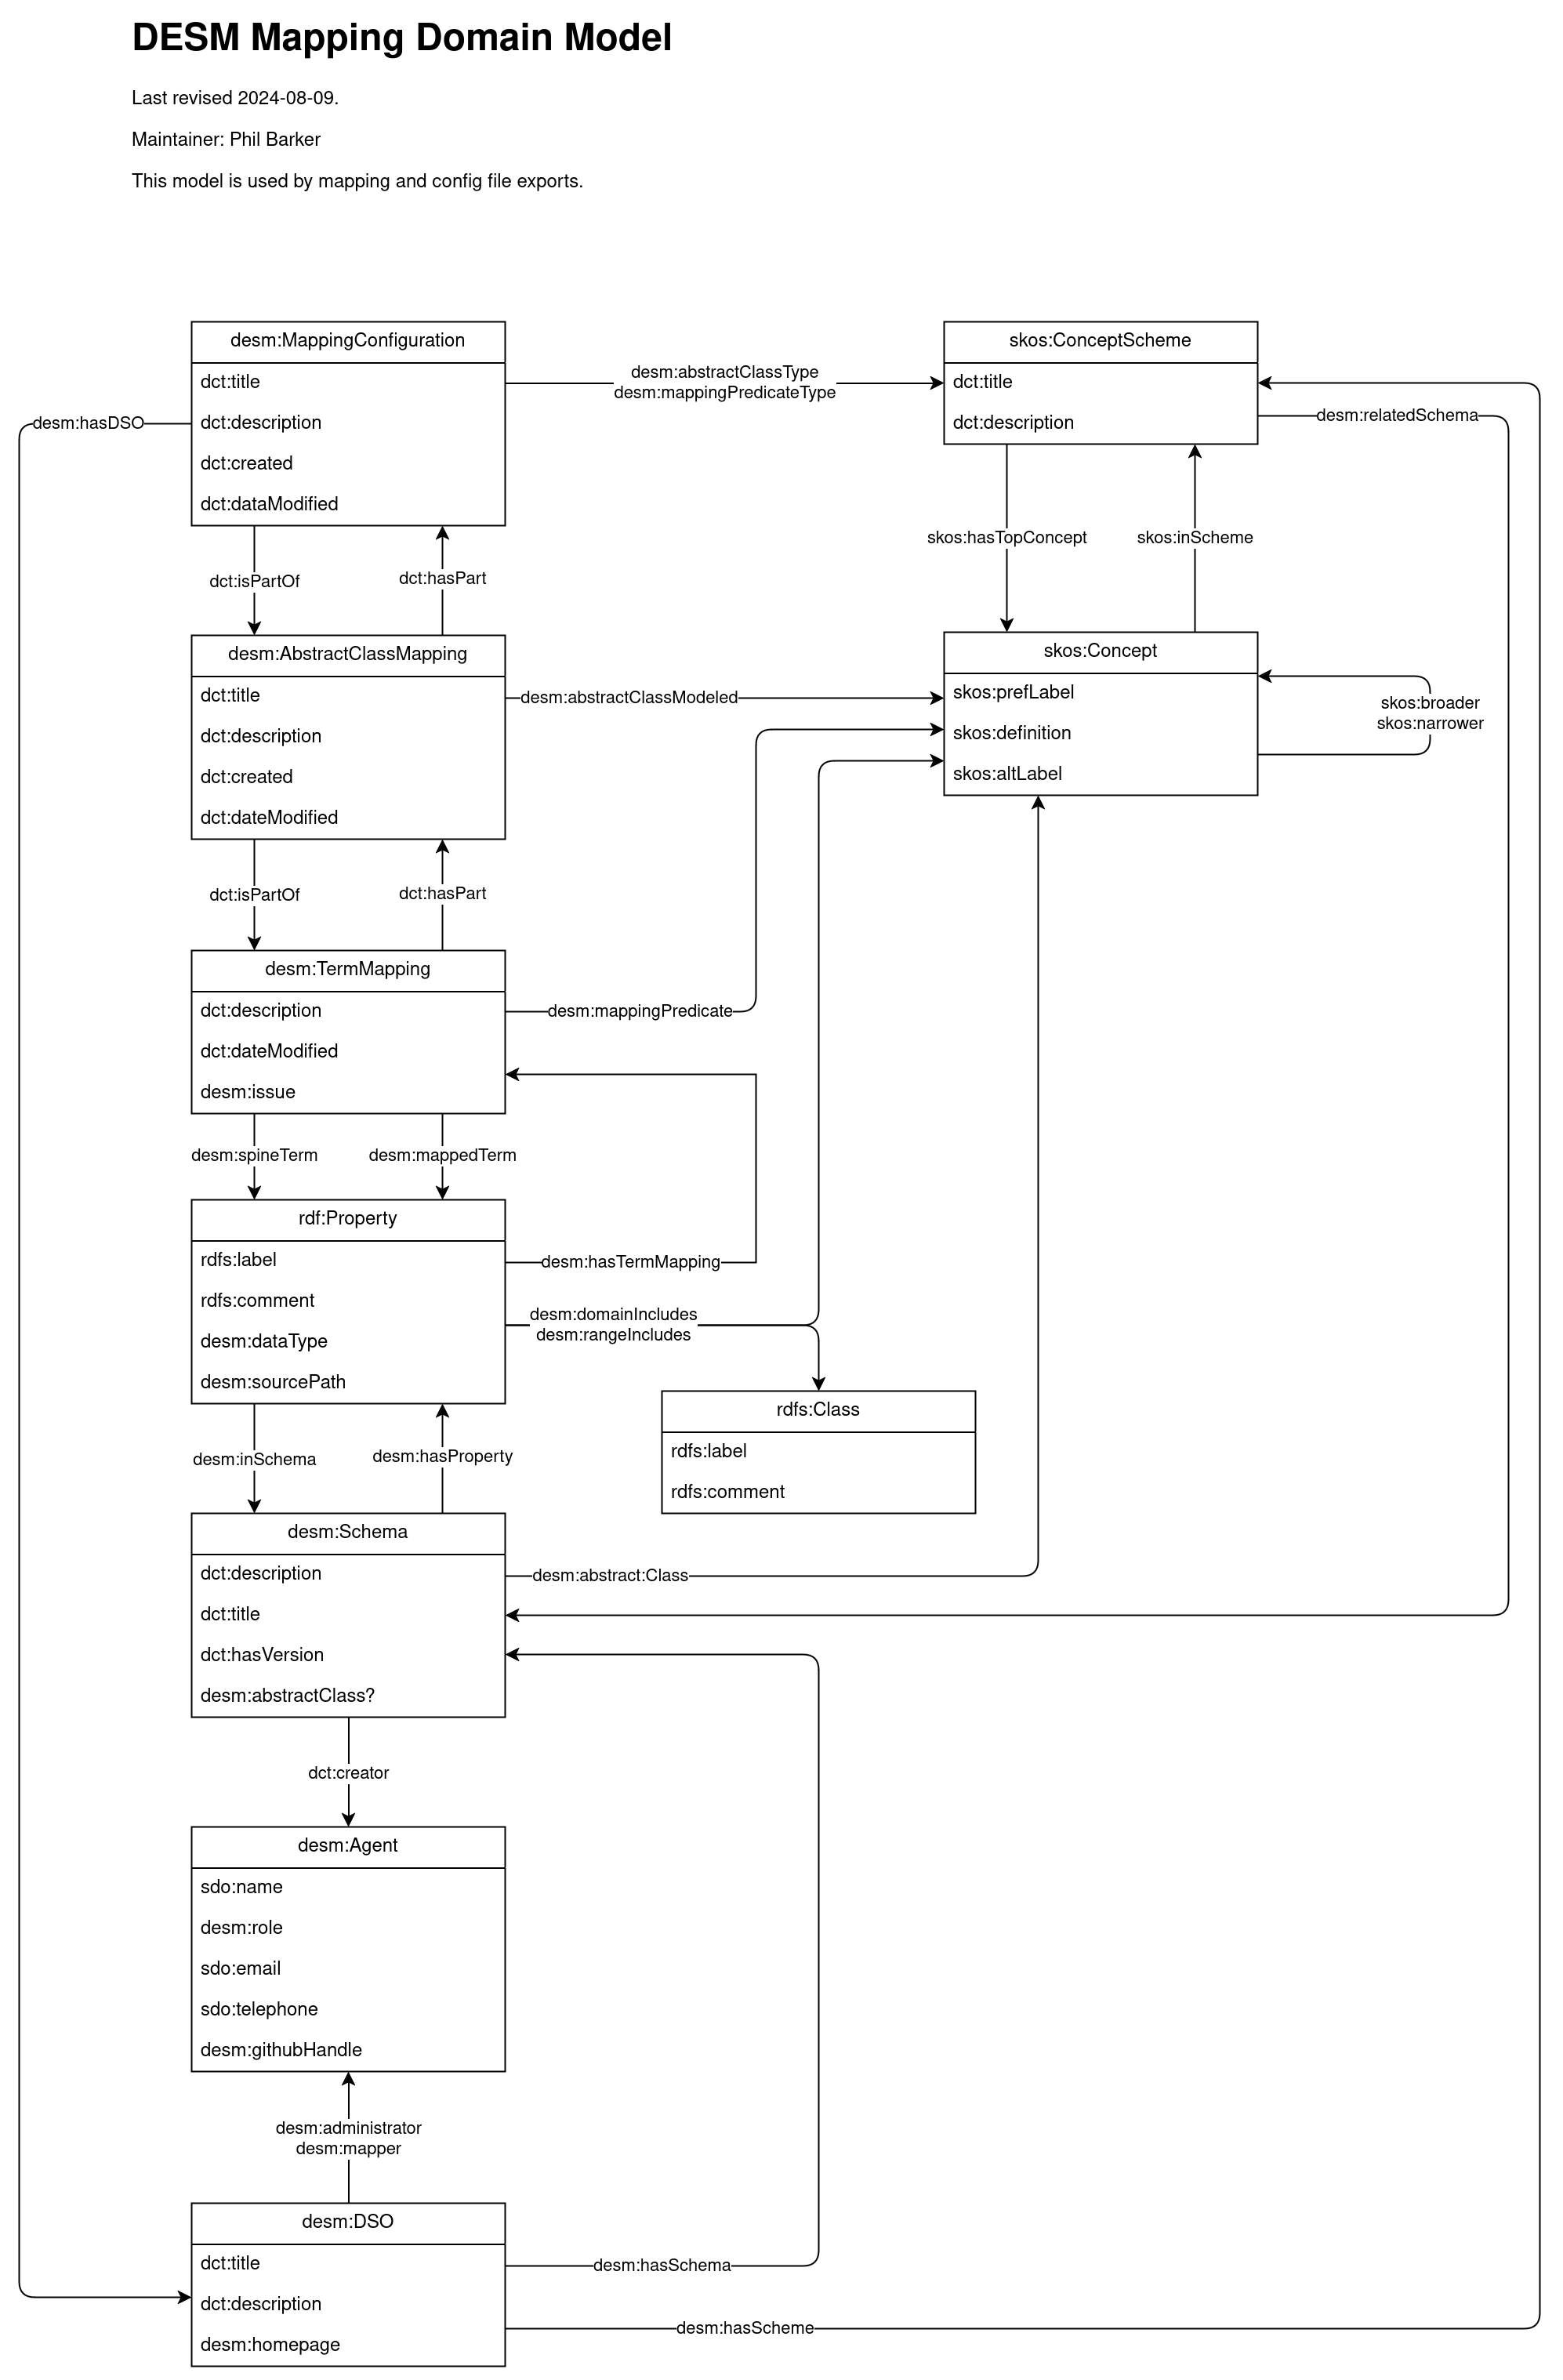 DESM Mapping Domain Model
Last revised 2024-08-09.
Maintainer: Phil Barker
This model is used by mapping and config file exports.
desm:MappingConfiguration
dct:title
dct:description
dct:created
dct:dataModified
desm:abstractClassType
desm:mappingPredicateType
skos:ConceptScheme
dct:title
dct:description
desm:hasDSO
desm:relatedSchema
dct:isPartOf
dct:hasPart
skos:hasTopConcept
skos:inScheme
desm:AbstractClassMapping
dct:title
dct:description
dct:created
dct:dateModified
desm:abstractClassModeled
skos:Concept
skos:prefLabel
skos:definition
skos:altLabel
skos:broader
skos:narrower
dct:isPartOf
dct:hasPart
desm:TermMapping
dct:description
dct:dateModified
desm:issue
desm:mappingPredicate
desm:spineTerm
desm:mappedTerm
rdf:Property
rdfs:label
rdfs:comment
desm:dataType
desm:sourcePath
desm:hasTermMapping
desm:domainIncludes
desm:rangeIncludes
rdfs:Class
rdfs:label
rdfs:comment
desm:inSchema
desm:hasProperty
desm:Schema
dct:description
dct:title
dct:hasVersion
desm:abstractClass?
desm:abstract:Class
dct:creator
desm:Agent
sdo:name
desm:role
sdo:email
sdo:telephone
desm:githubHandle
desm:administrator
desm:mapper
desm:DSO
dct:title
dct:description
desm:homepage
desm:hasSchema
desm:hasScheme